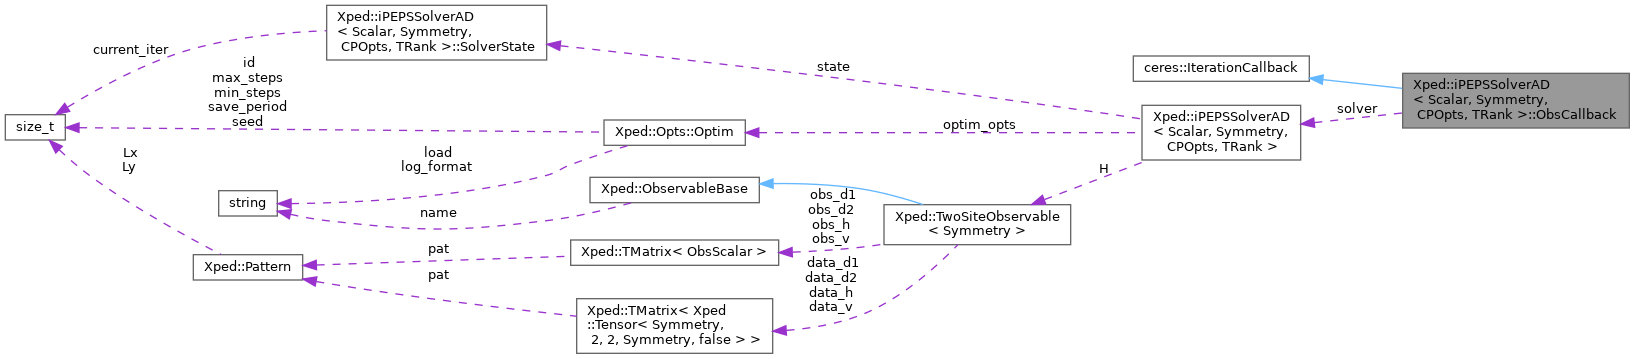 Xped::iPEPSSolverAD
< Scalar, Symmetry,
CPOpts, TRank >::SolverState
current_iter
id
max_steps
min_steps
save_period
seed
size_t
state
ceres::IterationCallback
Xped::iPEPSSolverAD
< Scalar, Symmetry,
CPOpts, TRank >::ObsCallback
solver
Xped::iPEPSSolverAD
< Scalar, Symmetry,
CPOpts, TRank >
optim_opts
Xped::Opts::Optim
load
log_format
Lx
Ly
string
name
Xped::ObservableBase
H
obs_d1
obs_d2
obs_h
obs_v
Xped::TwoSiteObservable
< Symmetry >
Xped::TMatrix< ObsScalar >
pat
Xped::Pattern
pat
data_d1
data_d2
data_h
data_v
Xped::TMatrix< Xped
::Tensor< Symmetry,
2, 2, Symmetry, false > >